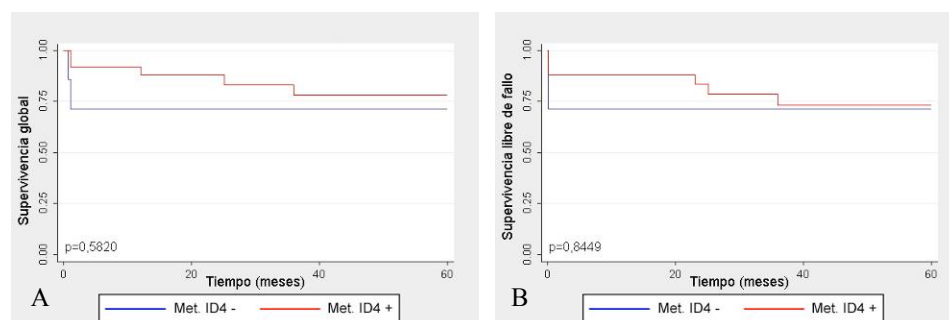 Supervivencia global
1.00
0.75
0.50
0.25
0.00
p=0,5820
0 20 40 60
Tiempo (meses)
A
Met. ID4 - Met. ID4 +
Supervivencia libre de fallo
1.00
0.75
0.50
0.25
0.00
p=0,8449
0 20 40 60
Tiempo (meses)
B
Met. ID4 - Met. ID4 +